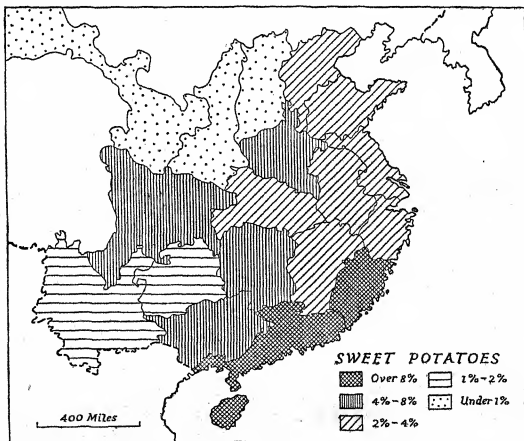 SWEET POTATOES
Over 8%
1%-2%
4%-8%
Under 1%
2%-4%
400 Miles